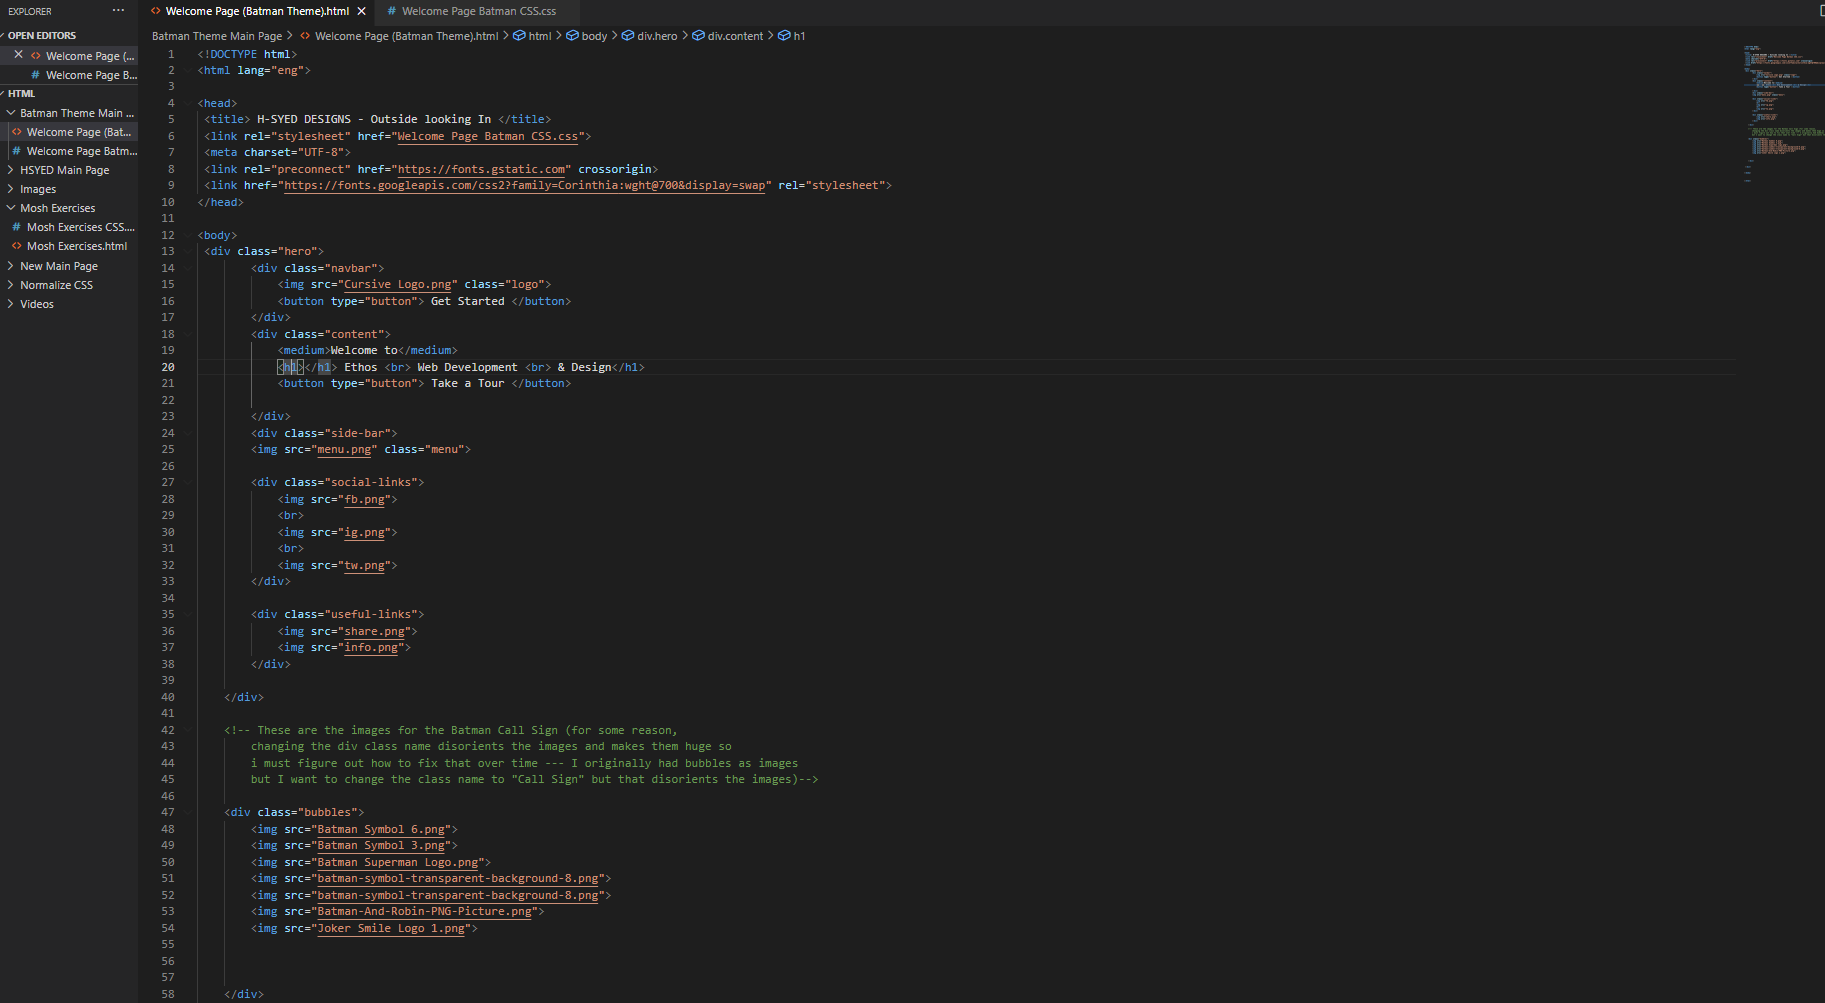 EXPLORER
OPEN EDITORS
Welcome Page (...
Welcome Page B...
HTML
Batman Theme Main ...
Welcome Page (Bat...
Welcome Page Batm...
HSYED Main Page
Images
Mosh Exercises
Mosh Exercises CSS....
Mosh Exercises.html
New Main Page
Normalize CSS
Videos
Welcome Page (Batman Theme).html
Welcome Page Batman CSS.css
Batman Theme Main Page > Welcome Page (Batman Theme).html > html > body > div.hero > div.content > h1
1 <!DOCTYPE html>
2 <html lang="eng">
3
4 <head>
5 <title> H-SYED DESIGNS - Outside looking In </title>
6 <link rel="stylesheet" href="Welcome Page Batman CSS.css">
7 <meta charset="UTF-8">
8 <link rel="preconnect" href="https://fonts.gstatic.com" crossorigin>
9 <link href="https://fonts.googleapis.com/css2?family=Corinthia:wght@700&display=swap" rel="stylesheet">
10 </head>
11
12 <body>
13 <div class="hero">
14 <div class="navbar">
15 <img src="Cursive Logo.png" class="logo">
16 <button type="button"> Get Started </button>
17 </div>
18 <div class="content">
19 <medium>Welcome to</medium>
20 <h1></h1> Ethos <br> Web Development <br> & Design</h1>
21 <button type="button"> Take a Tour </button>
22
23 </div>
24 <div class="side-bar">
25 <img src="menu.png" class="menu">
26
27 <div class="social-links">
28 <img src="fb.png">
29 <br>
30 <img src="ig.png">
31 <br>
32 <img src="tw.png">
33 </div>
34
35 <div class="useful-links">
36 <img src="share.png">
37 <img src="info.png">
38 </div>
39
40 </div>
41
42 <!-- These are the images for the Batman Call Sign (for some reason,
43 changing the div class name disorients the images and makes them huge so
44 i must figure out how to fix that over time --- I originally had bubbles as images
45 but I want to change the class name to "Call Sign" but that disorients the images)-->
46
47 <div class="bubbles">
48 <img src="Batman Symbol 6.png">
49 <img src="Batman Symbol 3.png">
50 <img src="Batman Superman Logo.png">
51 <img src="batman-symbol-transparent-background-8.png">
52 <img src="batman-symbol-transparent-background-8.png">
53 <img src="Batman-And-Robin-PNG-Picture.png">
54 <img src="Joker Smile Logo 1.png">
55
56
57
58 </div>